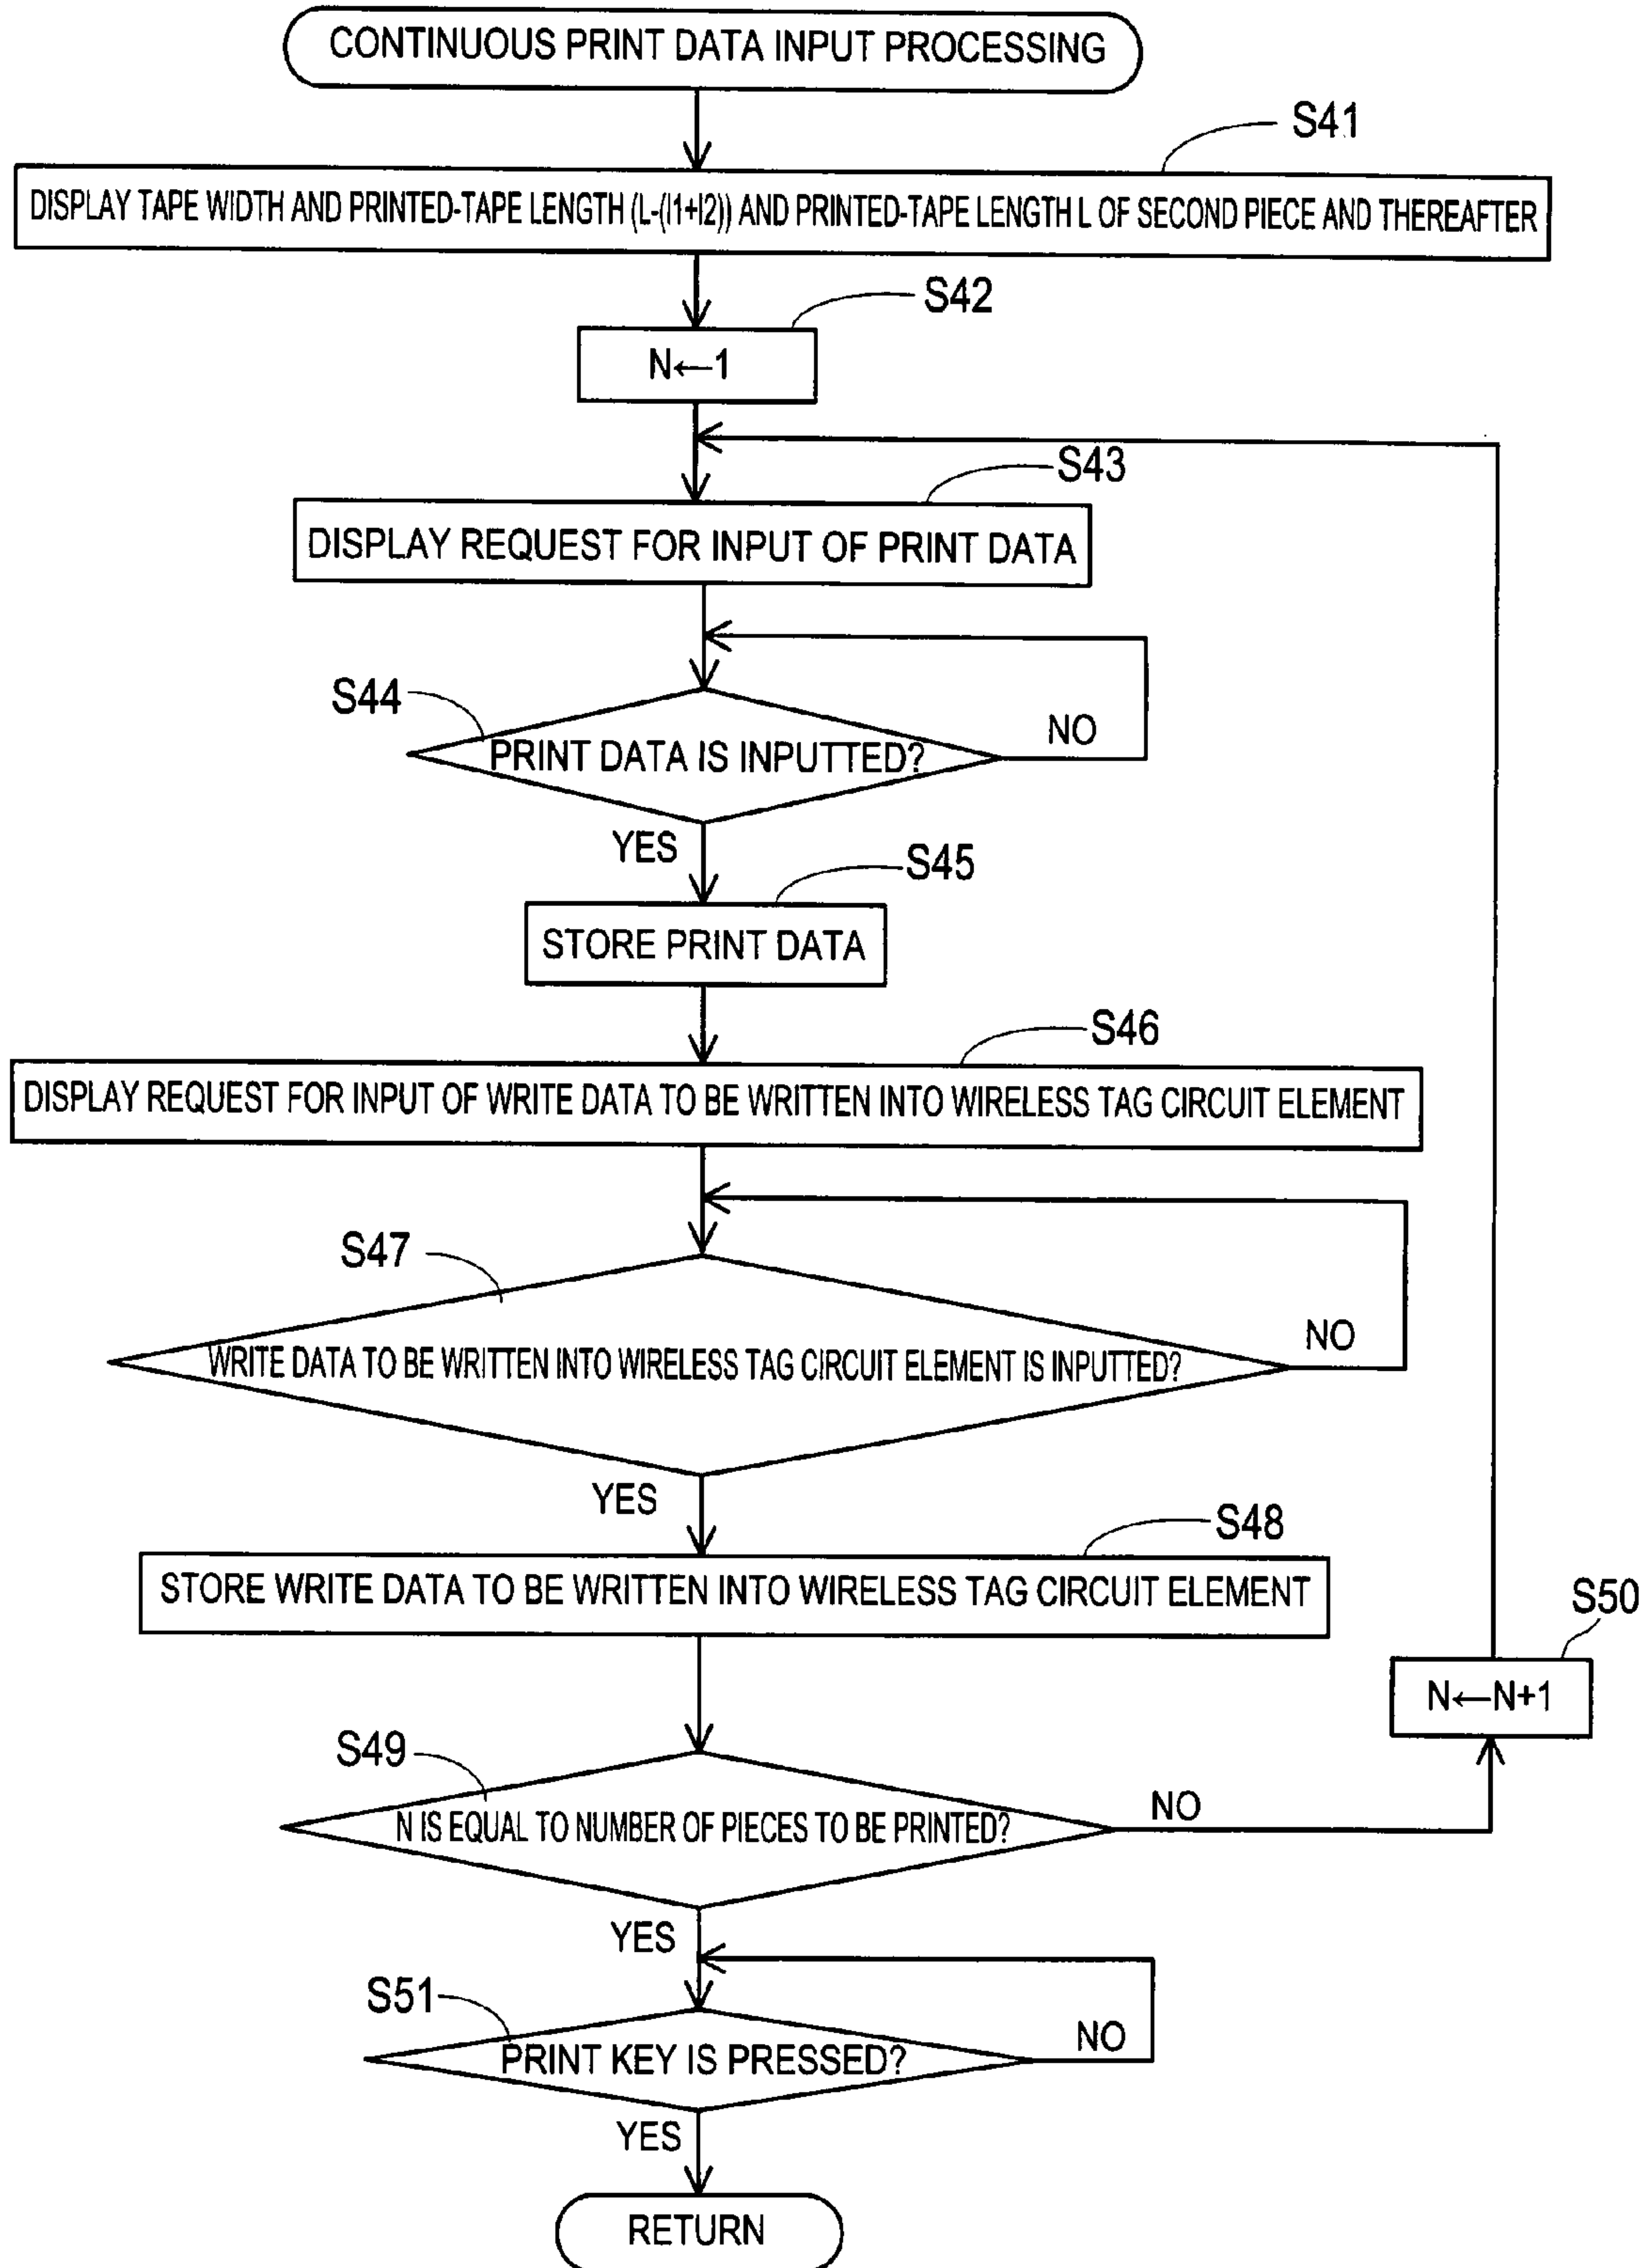 CONTINUOUS PRINT DATA INPUT PROCESSING
S41
DISPLAY TAPE WIDTH AND PRINTED-TAPE LENGTH (L-(l1+l2)) AND PRINTED-TAPE LENGTH L OF SECOND PIECE AND THEREAFTER
S42
N←1
S43
DISPLAY REQUEST FOR INPUT OF PRINT DATA
S44
NO
PRINT DATA IS INPUTTED?
YES
S45
STORE PRINT DATA
S46
DISPLAY REQUEST FOR INPUT OF WRITE DATA TO BE WRITTEN INTO WIRELESS TAG CIRCUIT ELEMENT
S47
NO
WRITE DATA TO BE WRITTEN INTO WIRELESS TAG CIRCUIT ELEMENT IS INPUTTED?
YES
S48
STORE WRITE DATA TO BE WRITTEN INTO WIRELESS TAG CIRCUIT ELEMENT
S50
N←N+1
S49
NO
N IS EQUAL TO NUMBER OF PIECES TO BE PRINTED?
YES
S51
NO
PRINT KEY IS PRESSED?
YES
RETURN